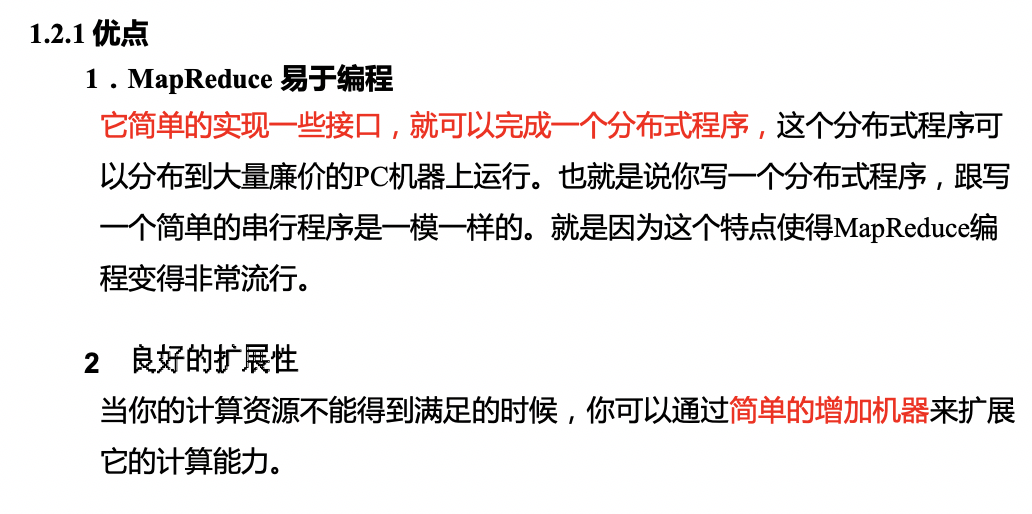 1.2.1 优点
1．MapReduce 易于编程
它简单的实现一些接口，就可以完成一个分布式程序，这个分布式程序可
以分布到大量廉价的PC机器上运行。也就是说你写一个分布式程序，跟写
一个简单的串行程序是一模一样的。就是因为这个特点使得MapReduce编
程变得非常流行。
2 良好的扩展性
当你的计算资源不能得到满足的时候，你可以通过简单的增加机器来扩展
它的计算能力。